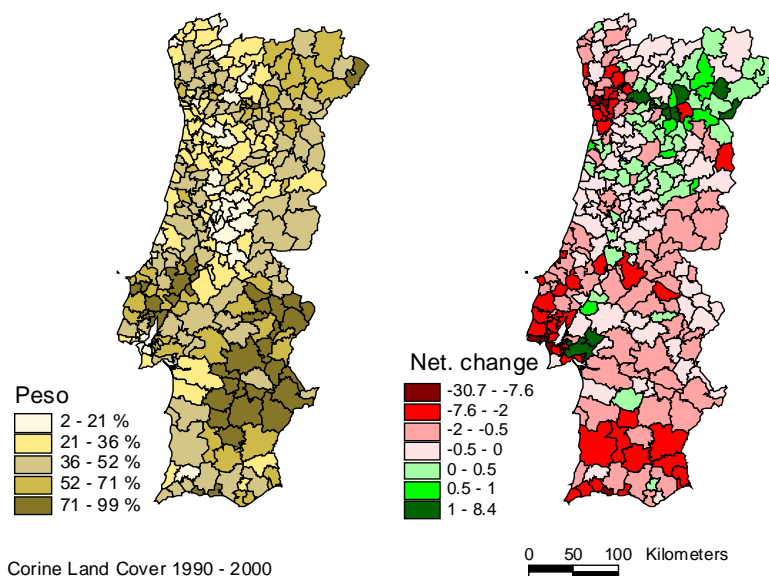 Peso
2 - 21 %
21 - 36 %
36 - 52 %
52 - 71 %
71 - 99 %
Net. change
-30.7 - -7.6
-7.6 - -2
-2 - -0.5
-0.5 - 0
0 - 0.5
0.5 - 1
1 - 8.4
Corine Land Cover 1990 - 2000
0 50 100 Kilometers